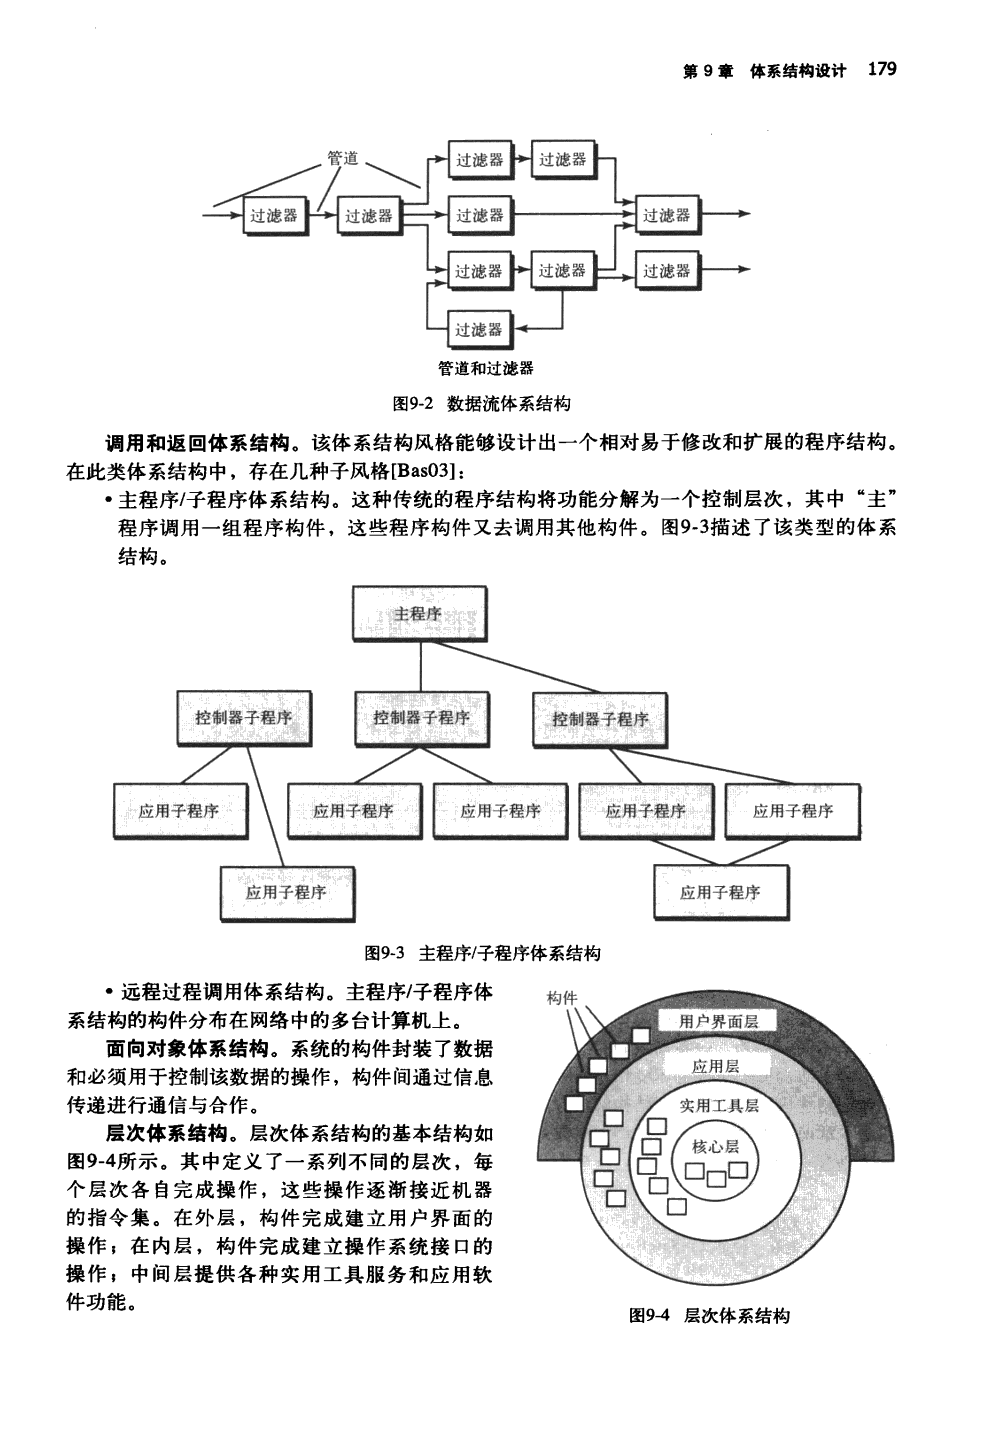 第9章 体系结构设计 179
管道
过滤器 过滤器
过滤器 过滤器 过滤器 过滤器
过滤器 过滤器 过滤器
过滤器
管道和过滤器
图9-2 数据流体系结构
调用和返回体系结构。该体系结构风格能够设计出一个相对易于修改和扩展的程序结构。
在此类体系结构中，存在几种子风格[Bas03]：
•主程序/子程序体系结构。这种传统的程序结构将功能分解为一个控制层次，其中“主”
程序调用一组程序构件，这些程序构件又去调用其他构件。图9-3描述了该类型的体系
结构。
主程序
控制器子程序 控制器子程序 控制器子程序
应用子程序 应用子程序 应用子程序 应用子程序 应用子程序
应用子程序 应用子程序
图9-3 主程序/子程序体系结构
•远程过程调用体系结构。主程序/子程序体
系结构的构件分布在网络中的多台计算机上。
面向对象体系结构。系统的构件封装了数据
和必须用于控制该数据的操作，构件间通过信息
传递进行通信与合作。
层次体系结构。层次体系结构的基本结构如
图9-4所示。其中定义了一系列不同的层次，每
个层次各自完成操作，这些操作逐渐接近机器
的指令集。在外层，构件完成建立用户界面的
操作；在内层，构件完成建立操作系统接口的
操作；中间层提供各种实用工具服务和应用软
件功能。
构件
用户界面层
应用层
实用工具层
核心层
图9-4 层次体系结构